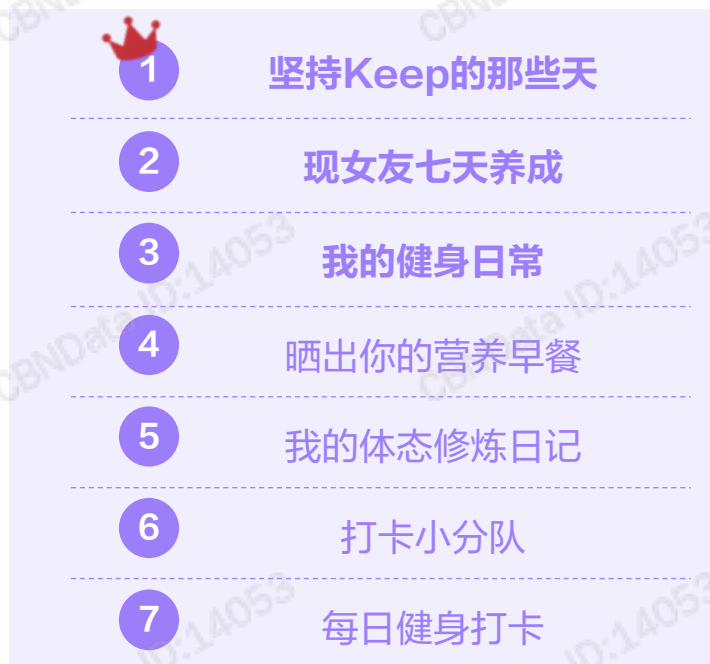 CBNData ID:14053
1 坚持Keep的那些天
2 现女友七天养成
3 我的健身日常
4 晒出你的营养早餐
5 我的体态修炼日记
6 打卡小分队
7 每日健身打卡